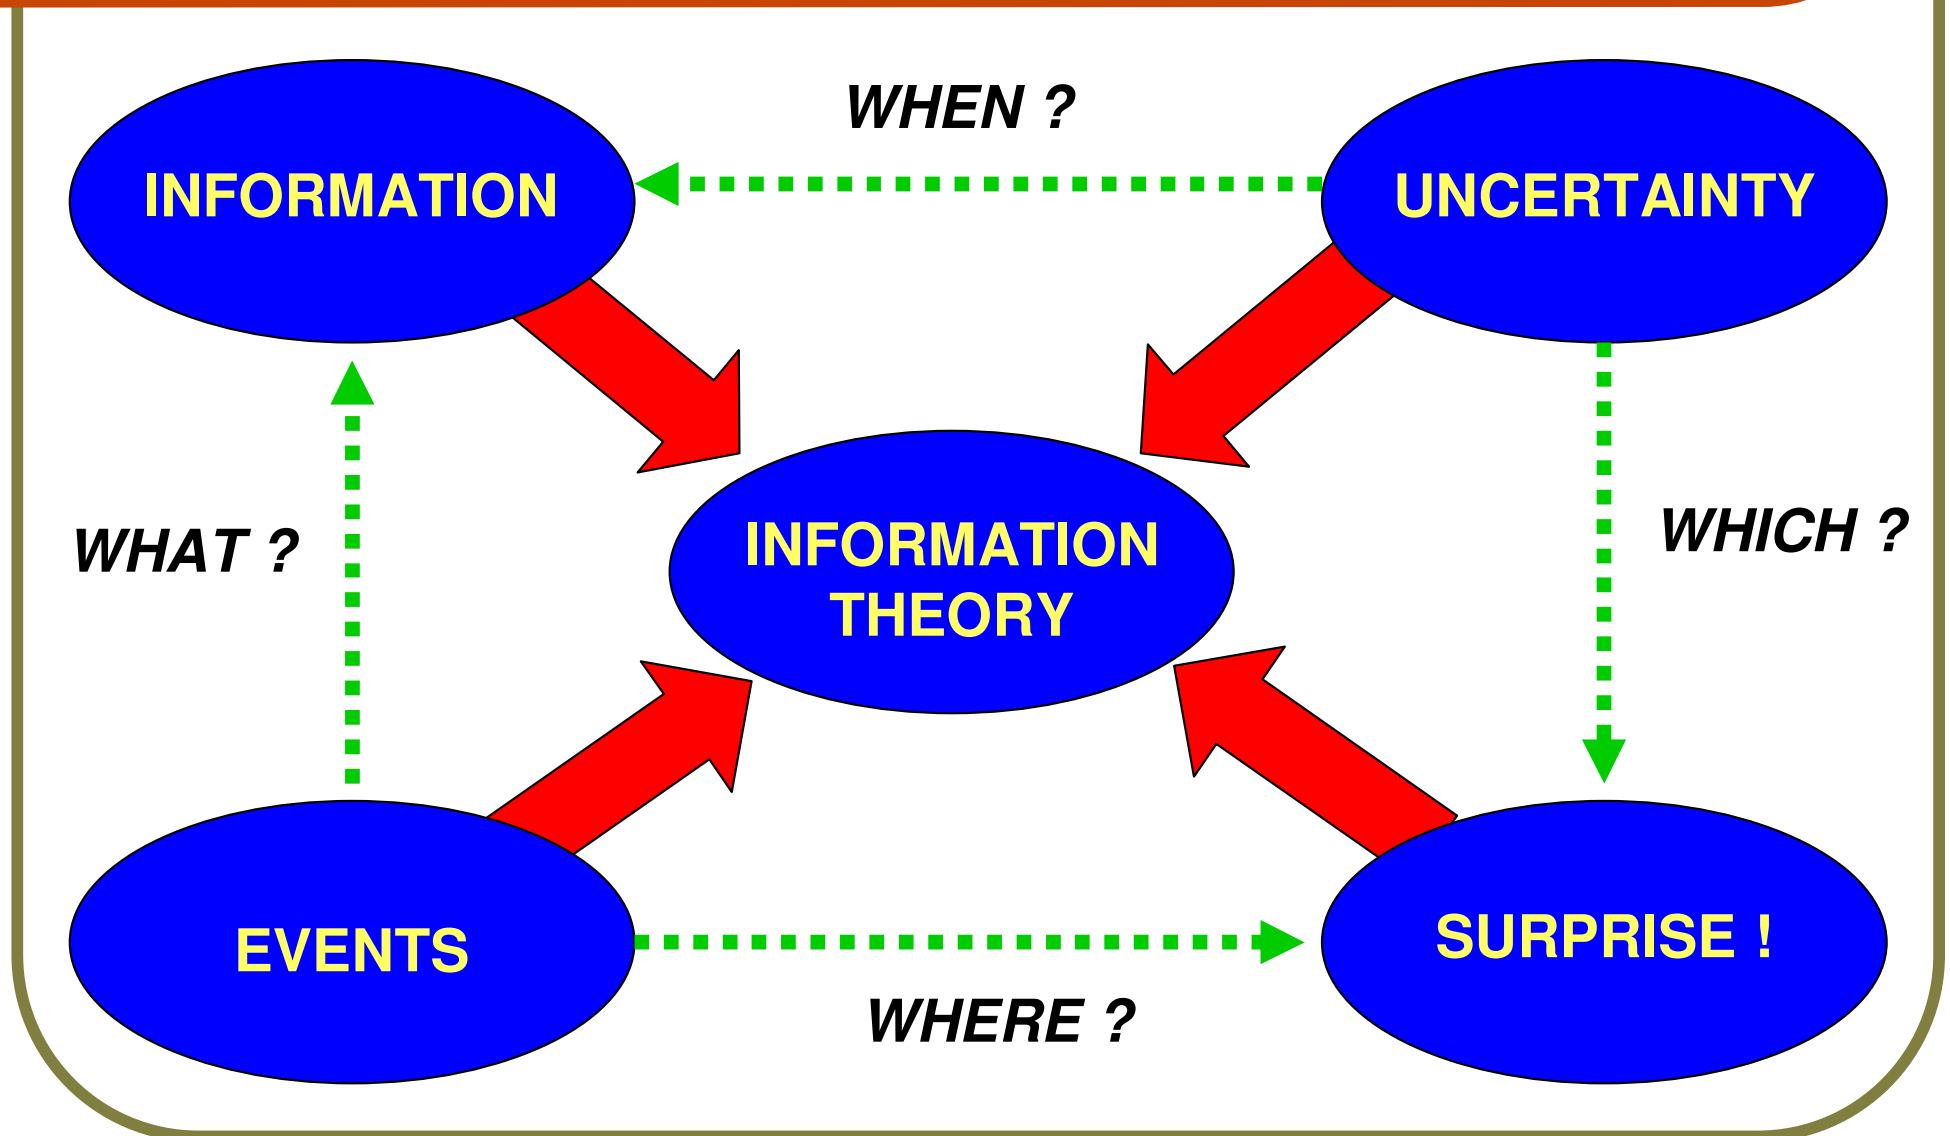 WHEN ?
INFORMATION
UNCERTAINTY
WHAT ?
INFORMATION
THEORY
WHICH ?
EVENTS
SURPRISE !
WHERE ?